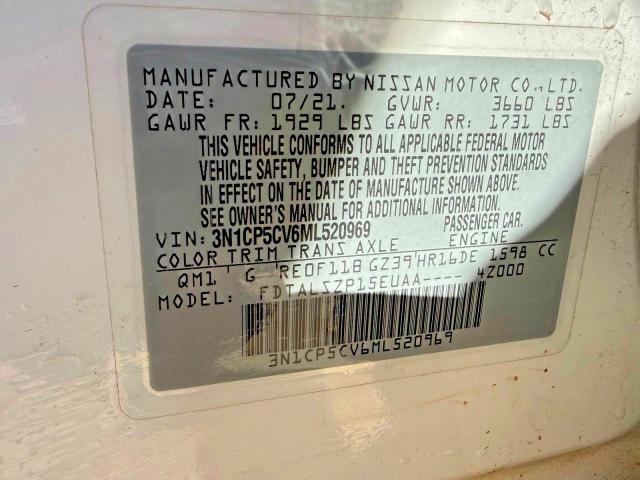 MANUFACTURED BY NISSAN MOTOR CO., LTD.
DATE: 07/21. GVWR: 3660 LBS
GAWR FR: 1929 LBS GAWR RR: 1731 LBS
THIS VEHICLE CONFORMS TO ALL APPLICABLE FEDERAL MOTOR
VEHICLE SAFETY, BUMPER AND THEFT PREVENTION STANDARDS
IN EFFECT ON THE DATE OF MANUFACTURE SHOWN ABOVE.
SEE OWNER'S MANUAL FOR ADDITIONAL INFORMATION.
VIN: 3N1CP5CV6ML520969 PASSENGER CAR.
COLOR TRIM TRANS AXLE ENGINE
QM1 G RE0F11B GZ39 HR16DE 1598 CC
MODEL: FDTALSZP15EUAA---- 4Z000
3N1CP5CV6ML520969